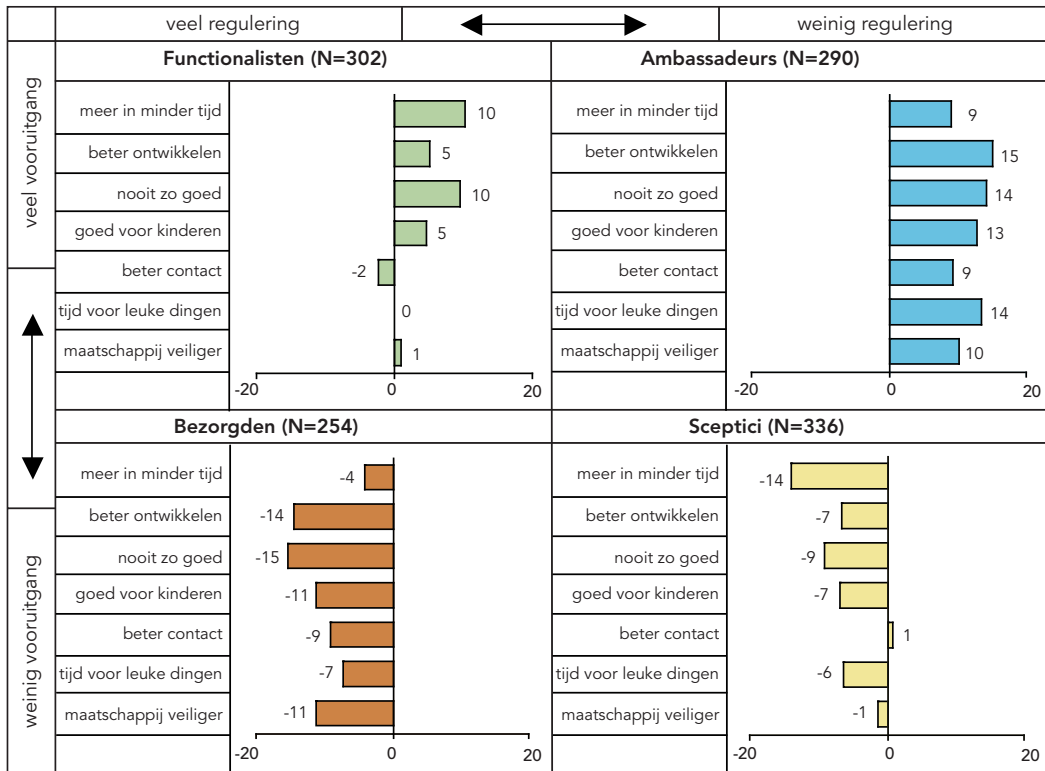 veel regulering
weinig regulering
veel vooruitgang
weinig vooruitgang
Functionalisten (N=302)
meer in minder tijd 10
beter ontwikkelen 5
nooit zo goed 10
goed voor kinderen 5
beter contact -2
tijd voor leuke dingen 0
maatschappij veiliger 1
-20 0 20
Ambassadeurs (N=290)
meer in minder tijd 9
beter ontwikkelen 15
nooit zo goed 14
goed voor kinderen 13
beter contact 9
tijd voor leuke dingen 14
maatschappij veiliger 10
-20 0 20
Bezorgden (N=254)
meer in minder tijd -4
beter ontwikkelen -14
nooit zo goed -15
goed voor kinderen -11
beter contact -9
tijd voor leuke dingen -7
maatschappij veiliger -11
-20 0 20
Sceptici (N=336)
meer in minder tijd -14
beter ontwikkelen -7
nooit zo goed -9
goed voor kinderen -7
beter contact 1
tijd voor leuke dingen -6
maatschappij veiliger -1
-20 0 20